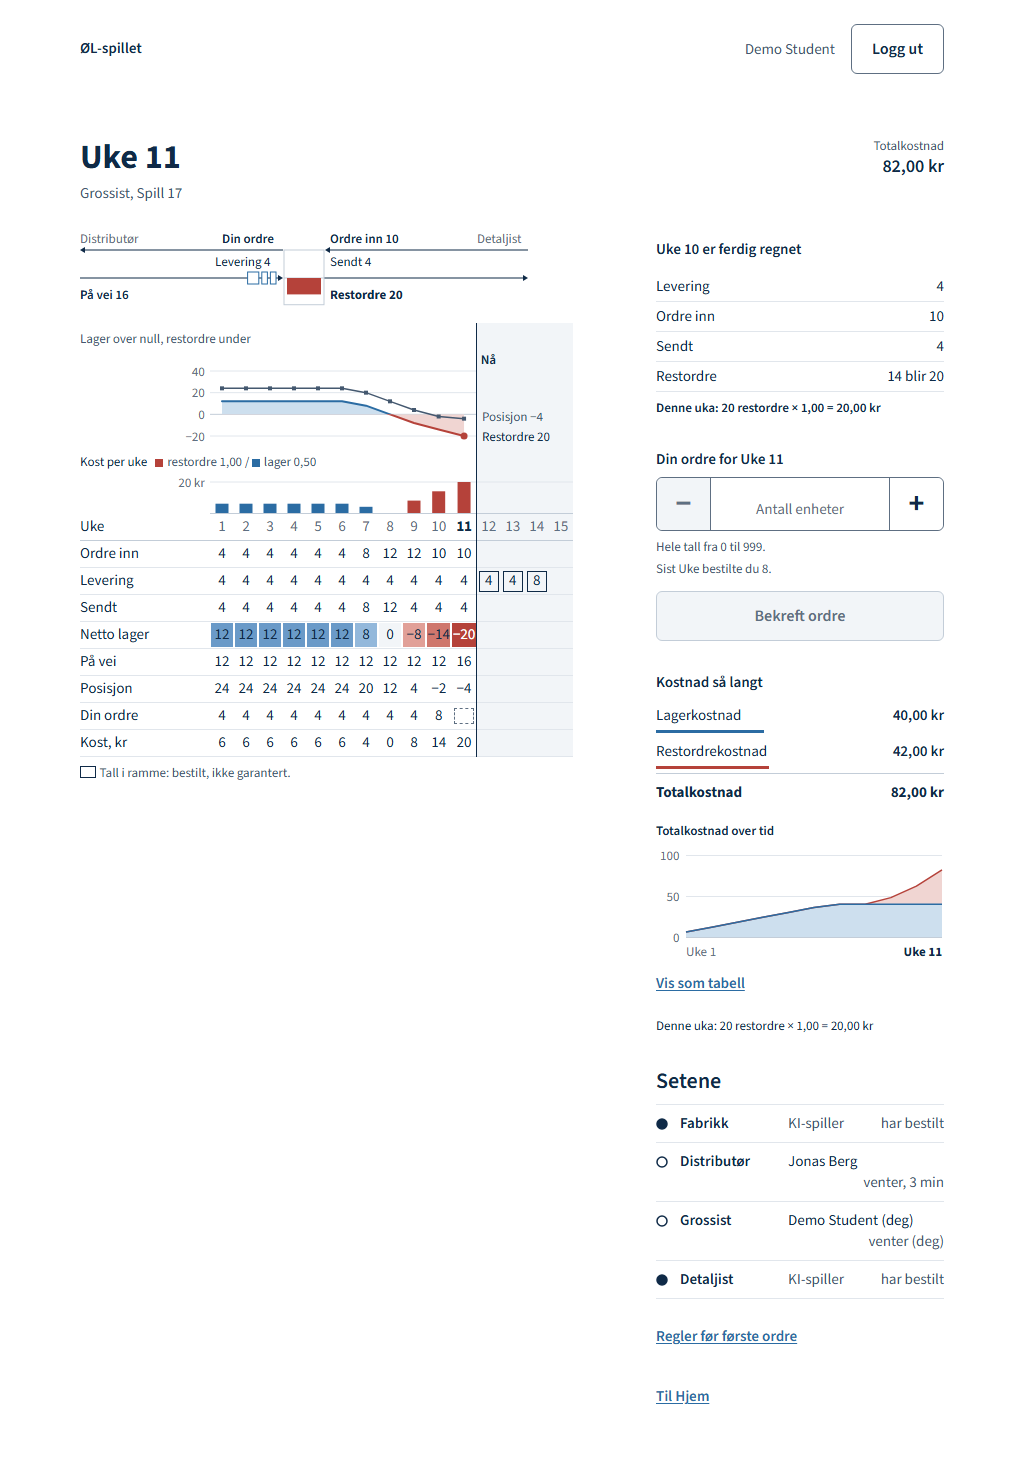 ØL-spillet
Demo Student
Logg ut
Uke 11
Grossist, Spill 17
Totalkostnad
82,00 kr
Distributør Din ordre Ordre inn 10 Detaljist
Levering 4 Sendt 4
På vei 16 Restordre 20
Lager over null, restordre under
Nå
40
20
0
−20
Posisjon −4
Restordre 20
Kost per uke restordre 1,00 / lager 0,50
20 kr
Uke 1 2 3 4 5 6 7 8 9 10 11 12 13 14 15
Ordre inn 4 4 4 4 4 4 8 12 12 10 10
Levering 4 4 4 4 4 4 4 4 4 4 4 4 4 8
Sendt 4 4 4 4 4 4 8 12 4 4 4
Netto lager 12 12 12 12 12 12 8 0 −8 −14 −20
På vei 12 12 12 12 12 12 12 12 12 12 16
Posisjon 24 24 24 24 24 24 20 12 4 −2 −4
Din ordre 4 4 4 4 4 4 4 4 4 8
Kost, kr 6 6 6 6 6 6 4 0 8 14 20
Tall i ramme: bestilt, ikke garantert.
Uke 10 er ferdig regnet
Levering 4
Ordre inn 10
Sendt 4
Restordre 14 blir 20
Denne uka: 20 restordre × 1,00 = 20,00 kr
Din ordre for Uke 11
− Antall enheter +
Hele tall fra 0 til 999.
Sist Uke bestilte du 8.
Bekreft ordre
Kostnad så langt
Lagerkostnad 40,00 kr
Restordrekostnad 42,00 kr
Totalkostnad 82,00 kr
Totalkostnad over tid
100
50
0
Uke 1 Uke 11
Vis som tabell
Denne uka: 20 restordre × 1,00 = 20,00 kr
Setene
Fabrikk KI-spiller har bestilt
Distributør Jonas Berg
venter, 3 min
Grossist Demo Student (deg)
venter (deg)
Detaljist KI-spiller har bestilt
Regler før første ordre
Til Hjem